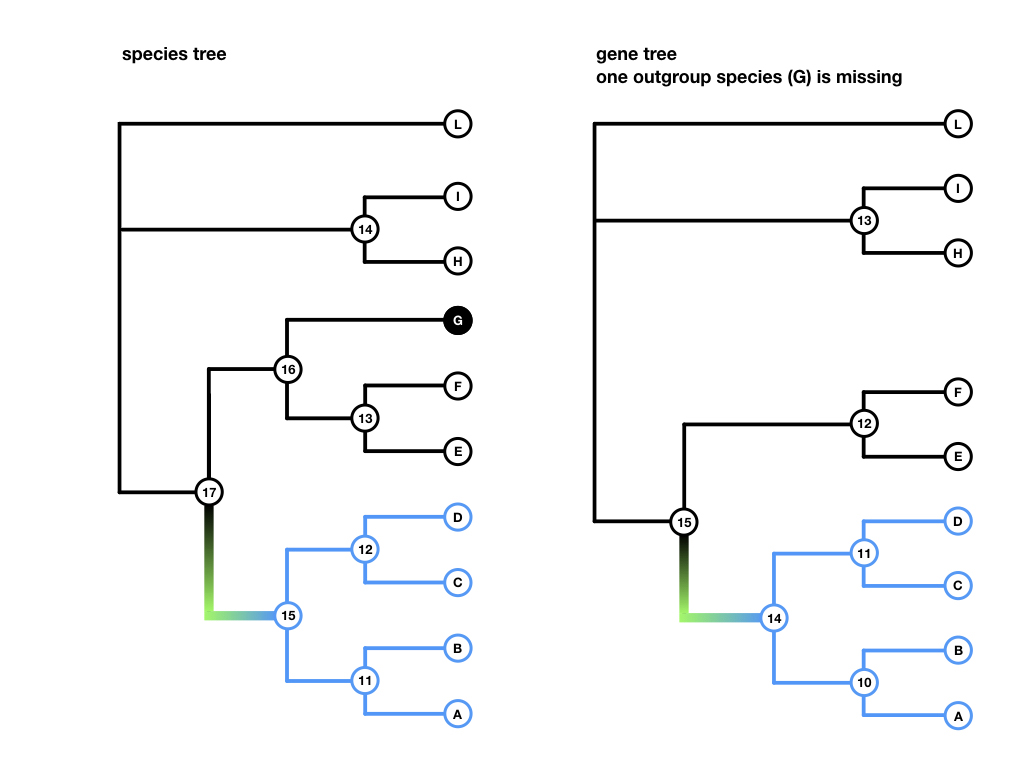 species tree
L
I
14
H
G
16
F
13
E
17
D
12
C
15
B
11
A
gene tree
one outgroup species (G) is missing
L
I
13
H
F
12
E
15
D
11
C
14
B
10
A